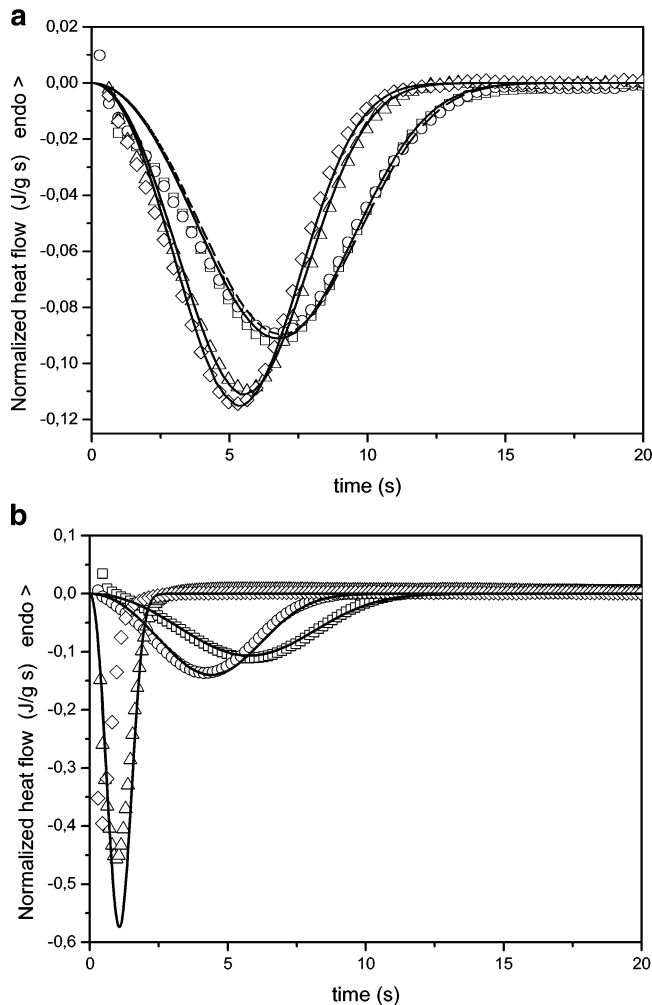 a
0,02
0,00
-0,02
-0,04
-0,06
-0,08
-0,10
-0,12
Normalized heat flow (J/g s) endo >
0 5 10 15 20
time (s)
b
0,1
0,0
-0,1
-0,2
-0,3
-0,4
-0,5
-0,6
Normalized heat flow (J/g s) endo >
0 5 10 15 20
time (s)